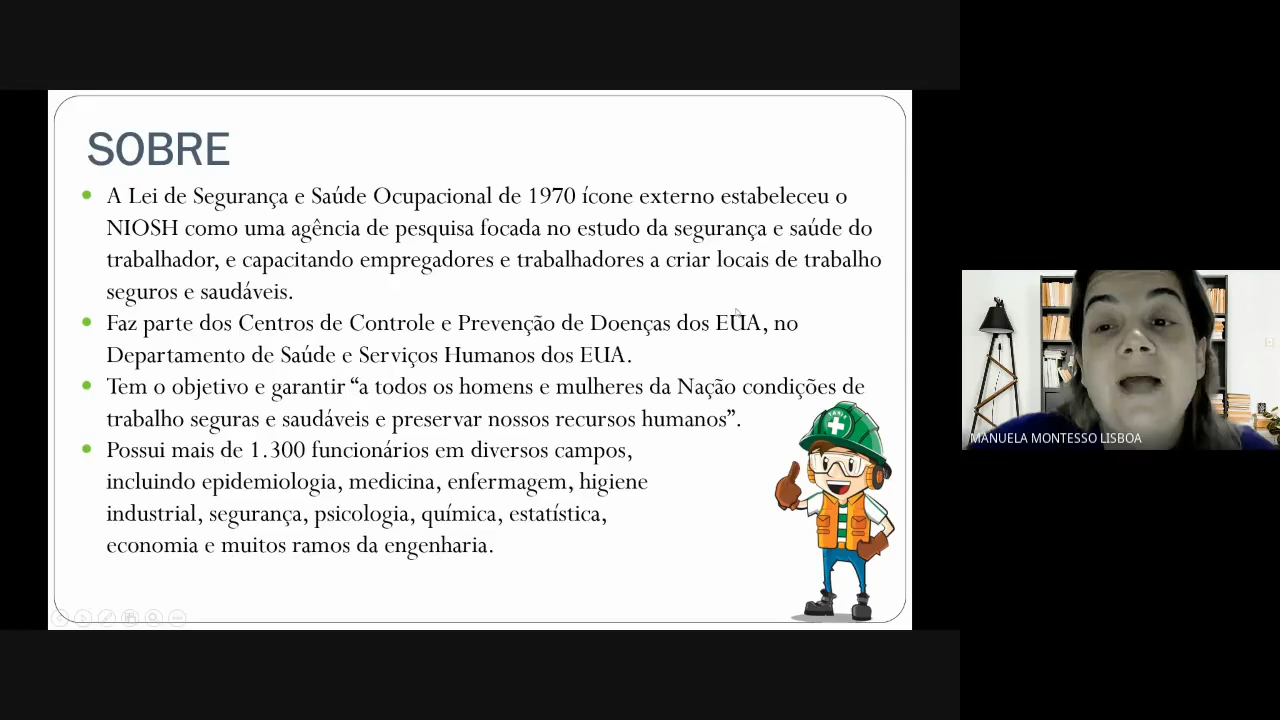 SOBRE
A Lei de Segurança e Saúde Ocupacional de 1970 ícone externo estabeleceu o
NIOSH como uma agência de pesquisa focada no estudo da segurança e saúde do
trabalhador, e capacitando empregadores e trabalhadores a criar locais de trabalho
seguros e saudáveis.
Faz parte dos Centros de Controle e Prevenção de Doenças dos EUA, no
Departamento de Saúde e Serviços Humanos dos EUA.
Tem o objetivo e garantir “a todos os homens e mulheres da Nação condições de
trabalho seguras e saudáveis e preservar nossos recursos humanos”.
Possui mais de 1.300 funcionários em diversos campos,
incluindo epidemiologia, medicina, enfermagem, higiene
industrial, segurança, psicologia, química, estatística,
economia e muitos ramos da engenharia.
MANUELA MONTESSO LISBOA